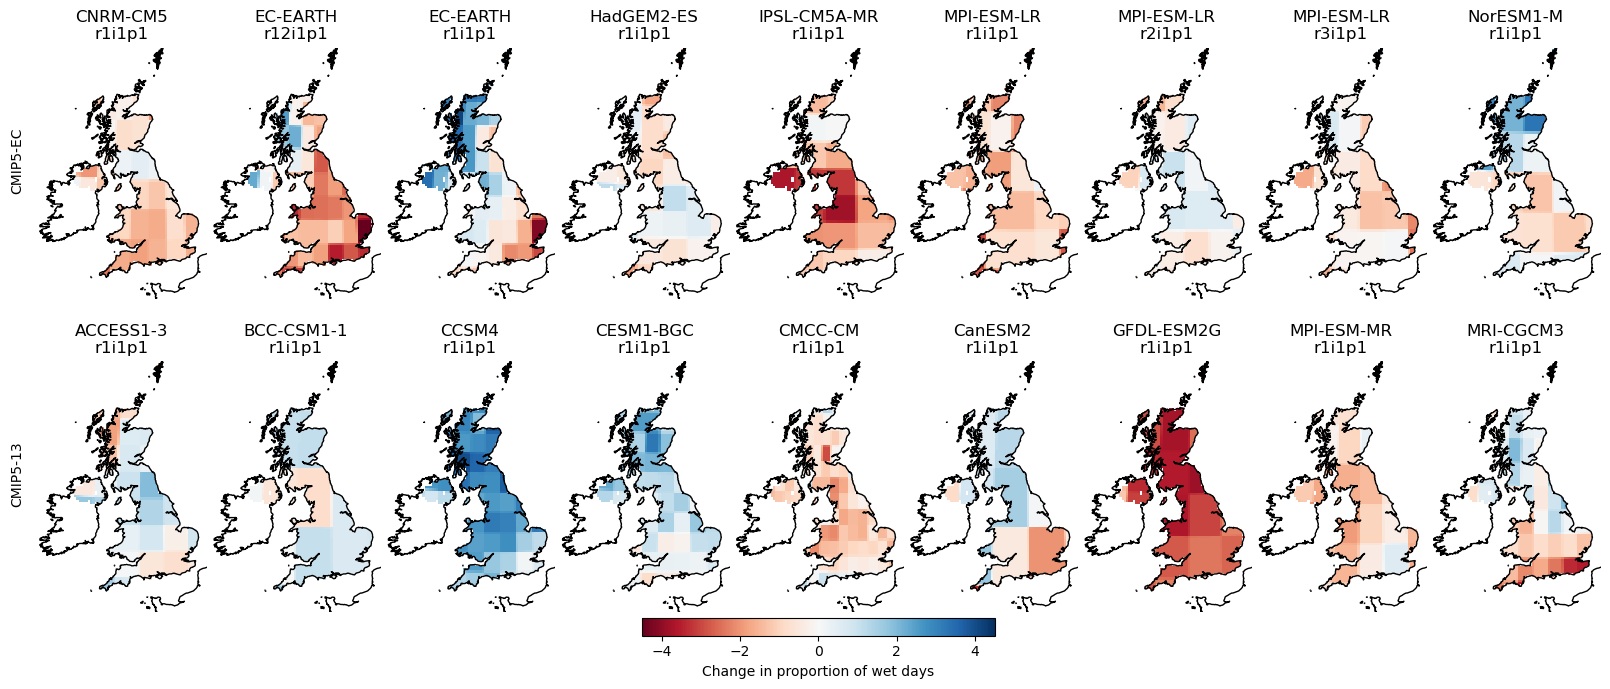 CNRM-CM5
r1i1p1
EC-EARTH
r12i1p1
EC-EARTH
r1i1p1
HadGEM2-ES
r1i1p1
IPSL-CM5A-MR
r1i1p1
MPI-ESM-LR
r1i1p1
MPI-ESM-LR
r2i1p1
MPI-ESM-LR
r3i1p1
NorESM1-M
r1i1p1
CMIP5-EC
ACCESS1-3
r1i1p1
BCC-CSM1-1
r1i1p1
CCSM4
r1i1p1
CESM1-BGC
r1i1p1
CMCC-CM
r1i1p1
CanESM2
r1i1p1
GFDL-ESM2G
r1i1p1
MPI-ESM-MR
r1i1p1
MRI-CGCM3
r1i1p1
CMIP5-13
−4 −2 0 2 4
Change in proportion of wet days